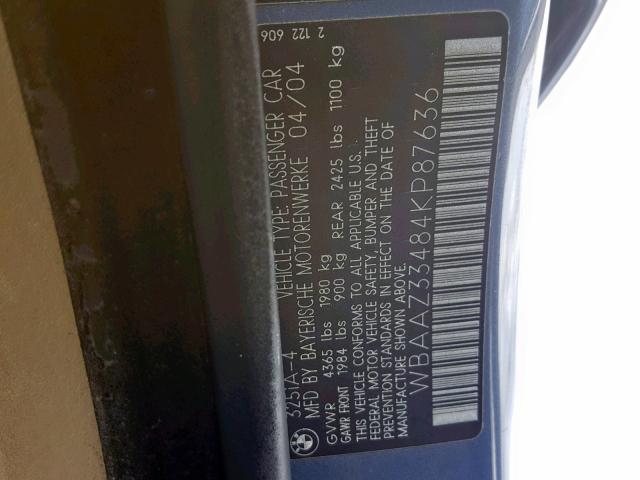 325IA-4 VEHICLE TYPE: PASSENGER CAR
MFD BY BAYERISCHE MOTORENWERKE 04/04
GVWR 4365 lbs 1980 kg
GAWR FRONT 1984 lbs 900 kg REAR 2425 lbs 1100 kg
THIS VEHICLE CONFORMS TO ALL APPLICABLE U.S.
FEDERAL MOTOR VEHICLE SAFETY, BUMPER AND THEFT
PREVENTION STANDARDS IN EFFECT ON THE DATE OF
MANUFACTURE SHOWN ABOVE.
WBAAZ33484KP87636
2 122 606